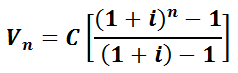 Vₙ = C [ ((1 + i)ⁿ − 1) / ((1 + i) − 1) ]